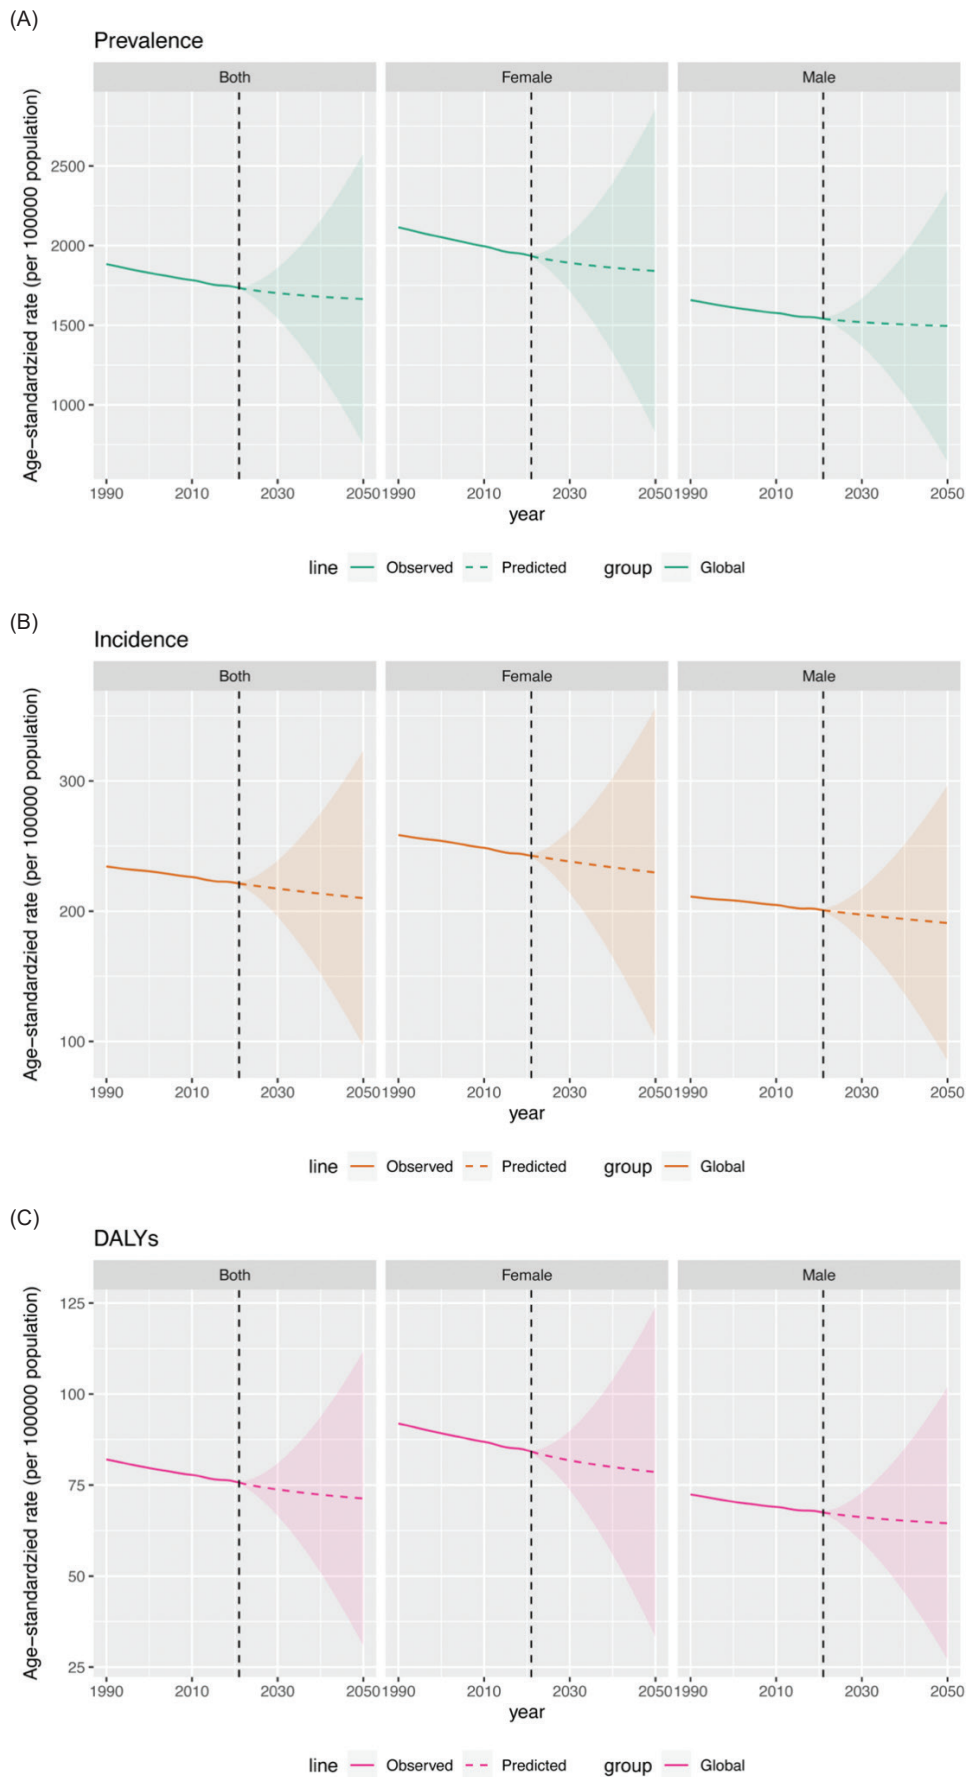 (A)
Prevalence
Both Female Male
Age-standardzied rate (per 100000 population)
2500
2000
1500
1000
1990 2010 2030 2050 1990 2010 2030 2050 1990 2010 2030 2050
year
line Observed Predicted group Global
(B)
Incidence
Both Female Male
Age-standardzied rate (per 100000 population)
300
200
100
1990 2010 2030 2050 1990 2010 2030 2050 1990 2010 2030 2050
year
line Observed Predicted group Global
(C)
DALYs
Both Female Male
Age-standardzied rate (per 100000 population)
125
100
75
50
25
1990 2010 2030 2050 1990 2010 2030 2050 1990 2010 2030 2050
year
line Observed Predicted group Global